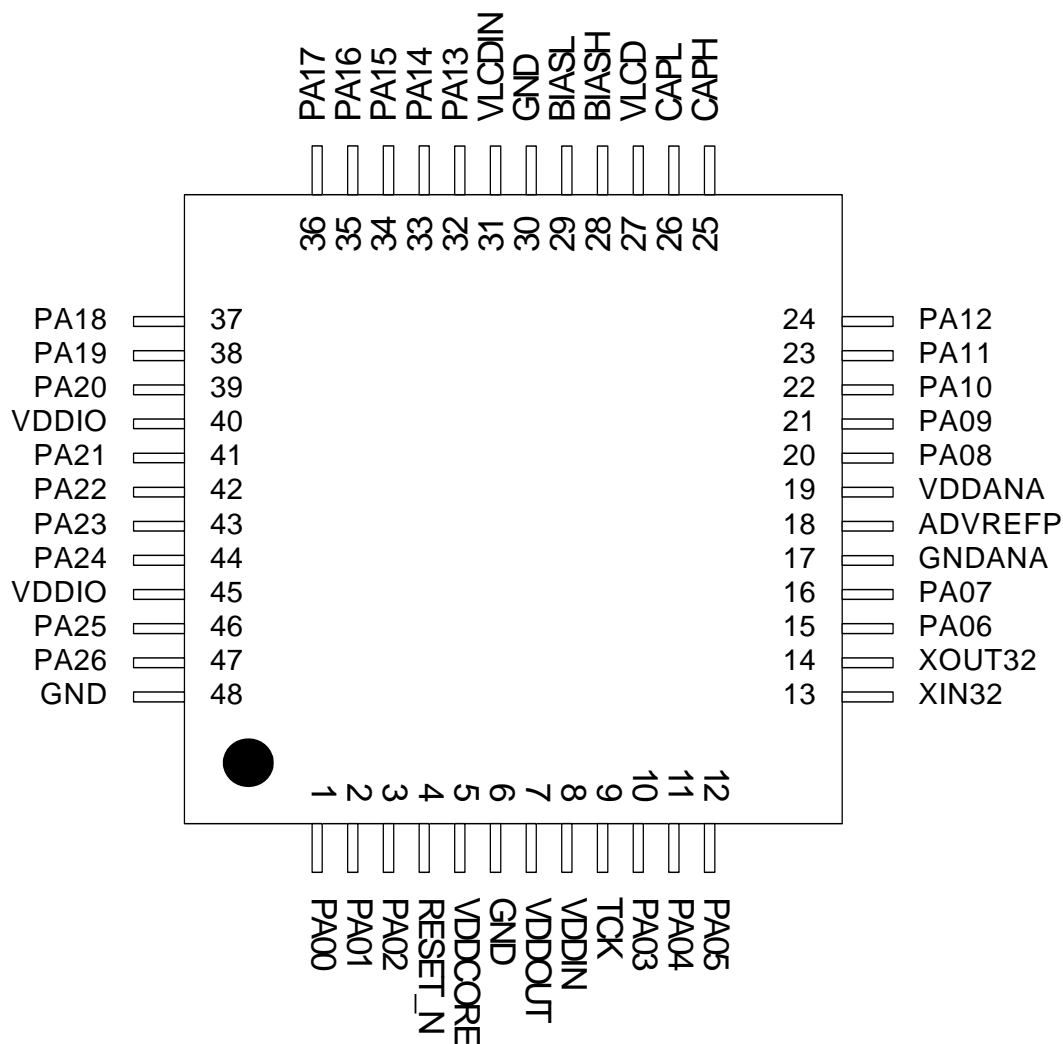 PA17 PA16 PA15 PA14 PA13 VLCDIN GND BIASL BIASH VLCD CAPL CAPH
36 35 34 33 32 31 30 29 28 27 26 25
PA18 37 24 PA12
PA19 38 23 PA11
PA20 39 22 PA10
VDDIO 40 21 PA09
PA21 41 20 PA08
PA22 42 19 VDDANA
PA23 43 18 ADVREFP
PA24 44 17 GNDANA
VDDIO 45 16 PA07
PA25 46 15 PA06
PA26 47 14 XOUT32
GND 48 13 XIN32
1 2 3 4 5 6 7 8 9 10 11 12
PA00 PA01 PA02 RESET_N VDDCORE GND VDDOUT VDDIN TCK PA03 PA04 PA05